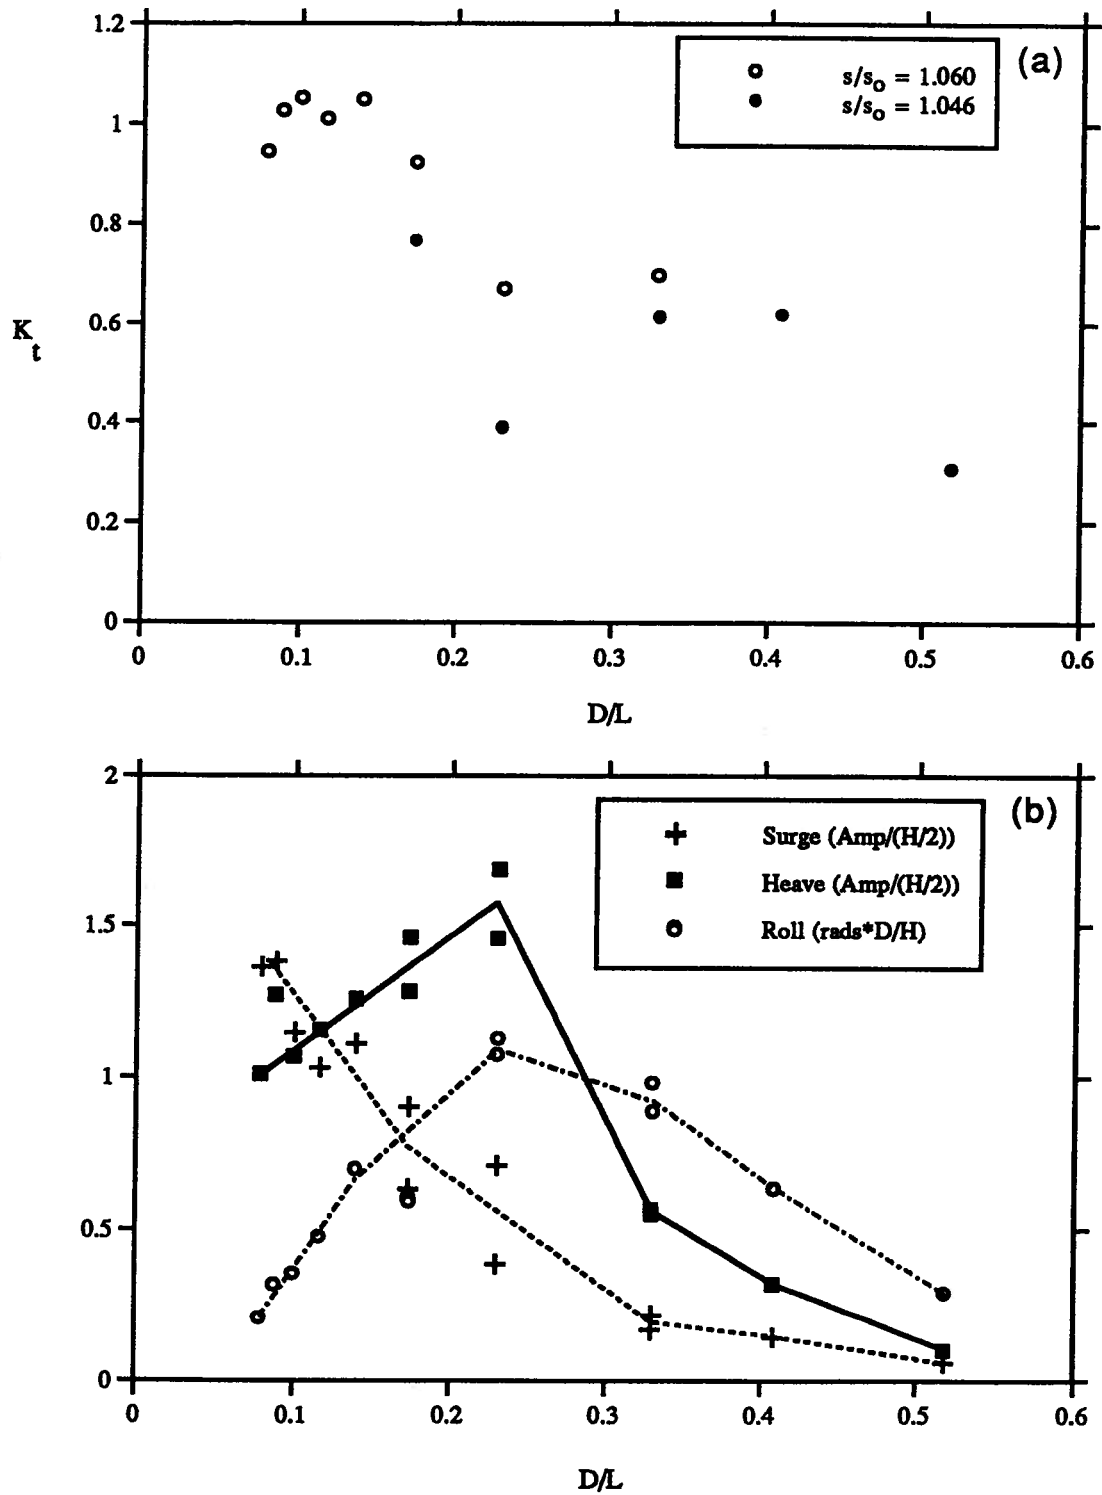 1.2
1
0.8
0.6
0.4
0.2
0
K
t
(a)
s/s₀ = 1.060
s/s₀ = 1.046
0 0.1 0.2 0.3 0.4 0.5 0.6
D/L
2
1.5
1
0.5
0
(b)
Surge (Amp/(H/2))
Heave (Amp/(H/2))
Roll (rads*D/H)
0 0.1 0.2 0.3 0.4 0.5 0.6
D/L